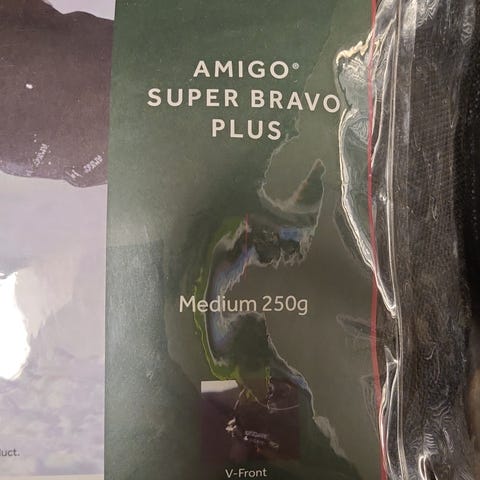 AMIGO®
SUPER BRAVO
PLUS
Medium 250g
uct.
V-Front